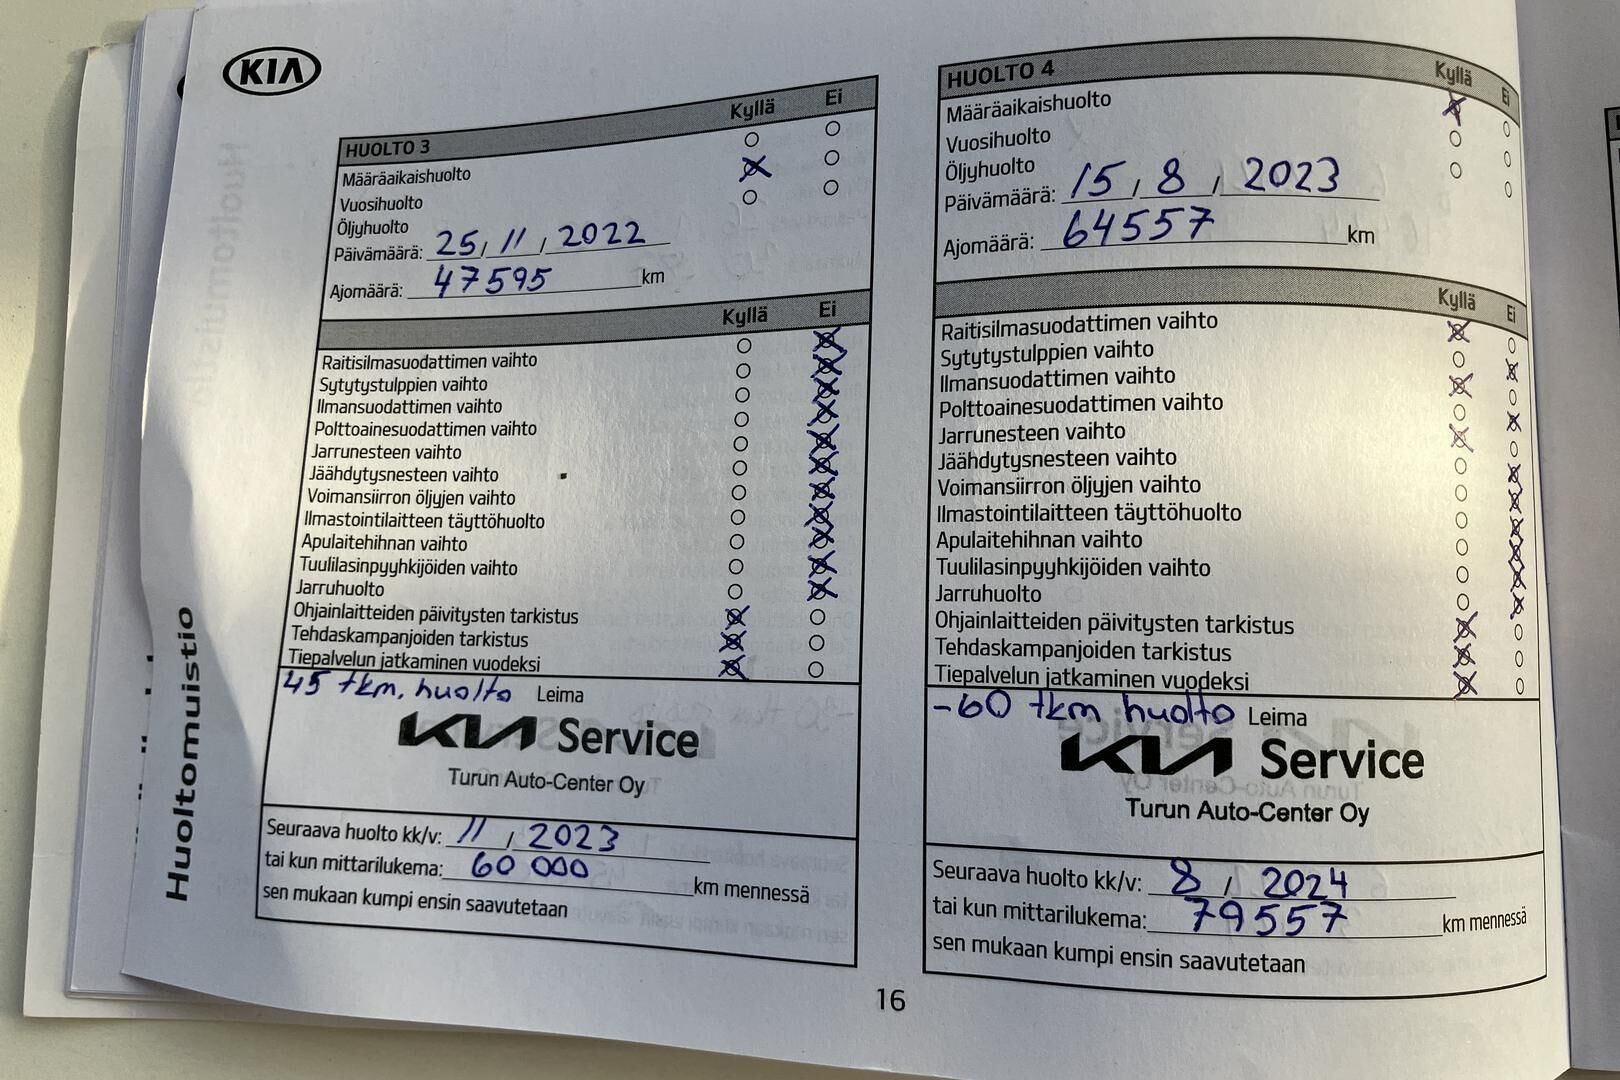 KIA
Huoltomuistio
HUOLTO 3 Kyllä Ei
Määräaikaishuolto
Vuosihuolto
Öljyhuolto
Päivämäärä: 25 / 11 / 2022
Ajomäärä: 47595 km
Kyllä Ei
Raitisilmasuodattimen vaihto
Sytytystulppien vaihto
Ilmansuodattimen vaihto
Polttoainesuodattimen vaihto
Jarrunesteen vaihto
Jäähdytysnesteen vaihto
Voimansiirron öljyjen vaihto
Ilmastointilaitteen täyttöhuolto
Apulaitehihnan vaihto
Tuulilasinpyyhkijöiden vaihto
Jarruhuolto
Ohjainlaitteiden päivitysten tarkistus
Tehdaskampanjoiden tarkistus
Tiepalvelun jatkaminen vuodeksi
45 tkm. huolto Leima
KIA Service
Turun Auto-Center Oy
Seuraava huolto kk/v: 11 / 2023
tai kun mittarilukema: 60 000 km mennessä
sen mukaan kumpi ensin saavutetaan
HUOLTO 4 Kyllä Ei
Määräaikaishuolto
Vuosihuolto
Öljyhuolto
Päivämäärä: 15 / 8 / 2023
Ajomäärä: 64557 km
Kyllä Ei
Raitisilmasuodattimen vaihto
Sytytystulppien vaihto
Ilmansuodattimen vaihto
Polttoainesuodattimen vaihto
Jarrunesteen vaihto
Jäähdytysnesteen vaihto
Voimansiirron öljyjen vaihto
Ilmastointilaitteen täyttöhuolto
Apulaitehihnan vaihto
Tuulilasinpyyhkijöiden vaihto
Jarruhuolto
Ohjainlaitteiden päivitysten tarkistus
Tehdaskampanjoiden tarkistus
Tiepalvelun jatkaminen vuodeksi
-60 tkm huolto Leima
KIA Service
Turun Auto-Center Oy
Seuraava huolto kk/v: 8 / 2024
tai kun mittarilukema: 79557 km mennessä
sen mukaan kumpi ensin saavutetaan
16